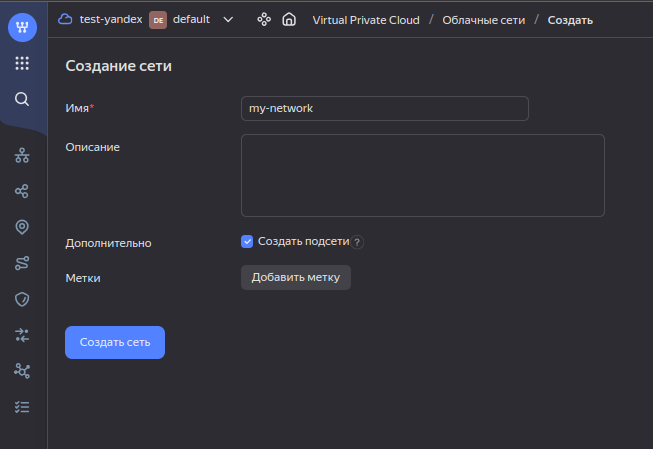 test-yandex DE default Virtual Private Cloud / Облачные сети / Создать
Создание сети
Имя* my-network
Описание
Дополнительно Создать подсети ?
Метки Добавить метку
Создать сеть